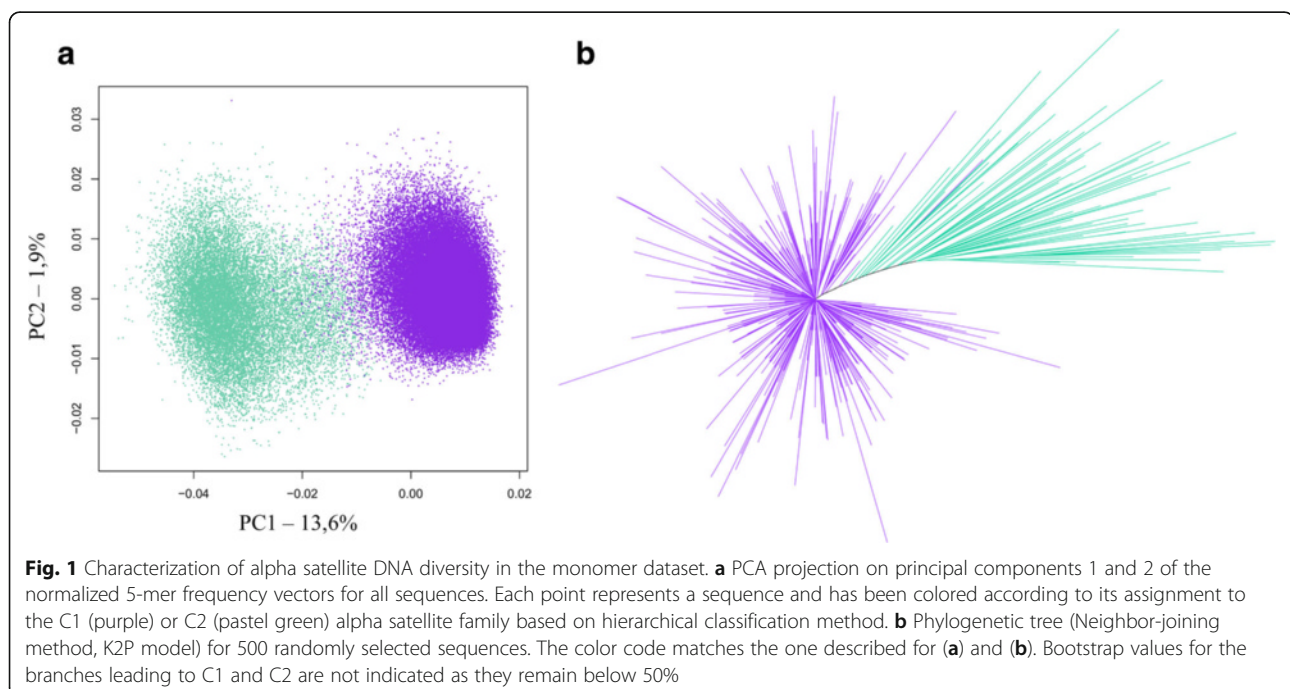 a
b
0.03
0.02
0.01
0.00
−0.01
−0.02
PC2 – 1,9%
−0.04
−0.02
0.00
0.02
PC1 – 13,6%
Fig. 1 Characterization of alpha satellite DNA diversity in the monomer dataset. a PCA projection on principal components 1 and 2 of the
normalized 5-mer frequency vectors for all sequences. Each point represents a sequence and has been colored according to its assignment to
the C1 (purple) or C2 (pastel green) alpha satellite family based on hierarchical classification method. b Phylogenetic tree (Neighbor-joining
method, K2P model) for 500 randomly selected sequences. The color code matches the one described for (a) and (b). Bootstrap values for the
branches leading to C1 and C2 are not indicated as they remain below 50%